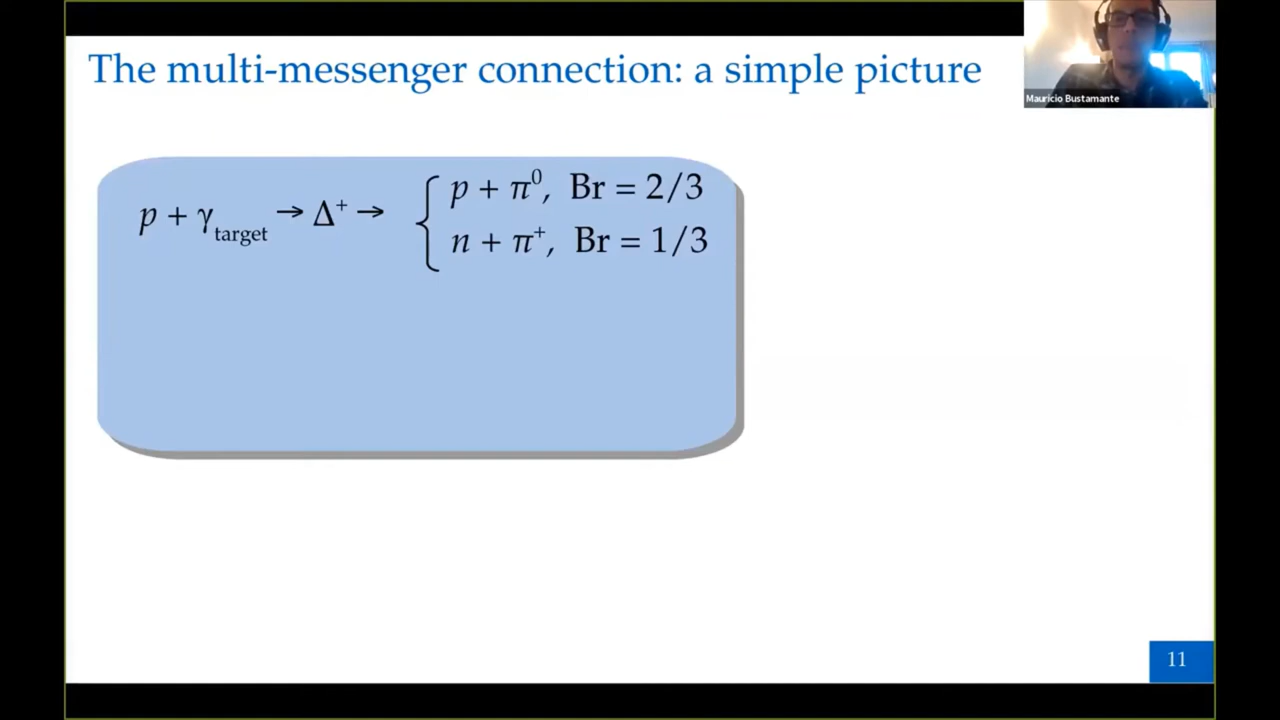 The multi-messenger connection: a simple picture
Mauricio Bustamante
p + γ_target → Δ⁺ → { p + π⁰, Br = 2/3
n + π⁺, Br = 1/3
11